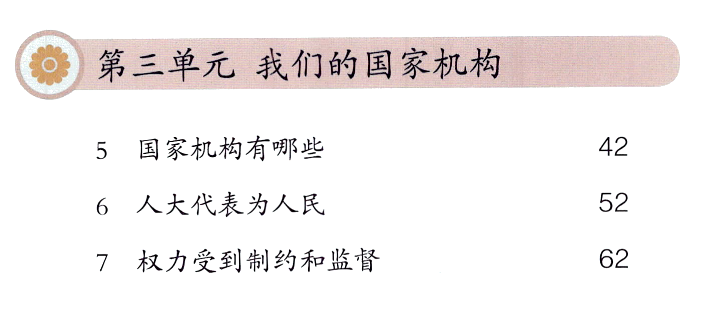 第三单元 我们的国家机构
5 国家机构有哪些 42
6 人大代表为人民 52
7 权力受到制约和监督 62